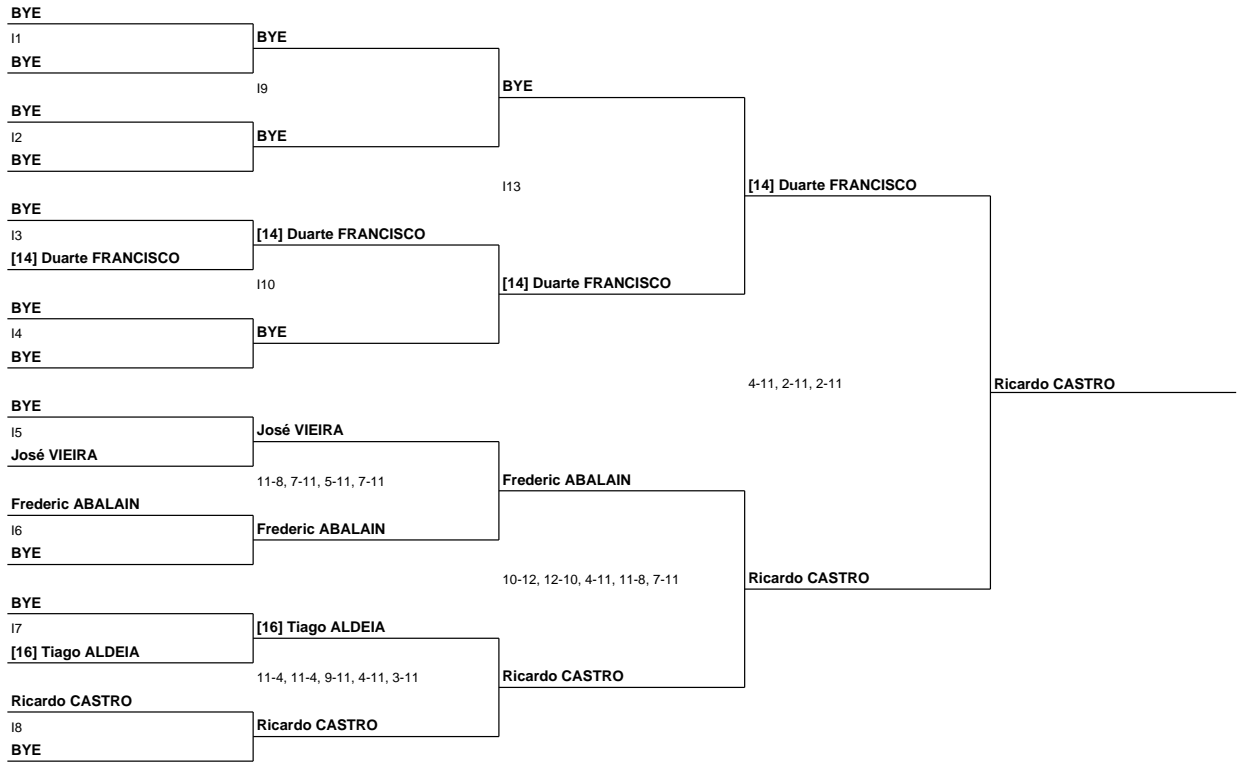 BYE
I1
BYE
BYE
I9
BYE
BYE
I2
BYE
BYE
I13
[14] Duarte FRANCISCO
BYE
I3
[14] Duarte FRANCISCO
[14] Duarte FRANCISCO
I10
[14] Duarte FRANCISCO
BYE
I4
BYE
BYE
4-11, 2-11, 2-11
Ricardo CASTRO
BYE
I5
José VIEIRA
José VIEIRA
11-8, 7-11, 5-11, 7-11
Frederic ABALAIN
Frederic ABALAIN
I6
Frederic ABALAIN
BYE
10-12, 12-10, 4-11, 11-8, 7-11
Ricardo CASTRO
BYE
I7
[16] Tiago ALDEIA
[16] Tiago ALDEIA
11-4, 11-4, 9-11, 4-11, 3-11
Ricardo CASTRO
Ricardo CASTRO
I8
Ricardo CASTRO
BYE